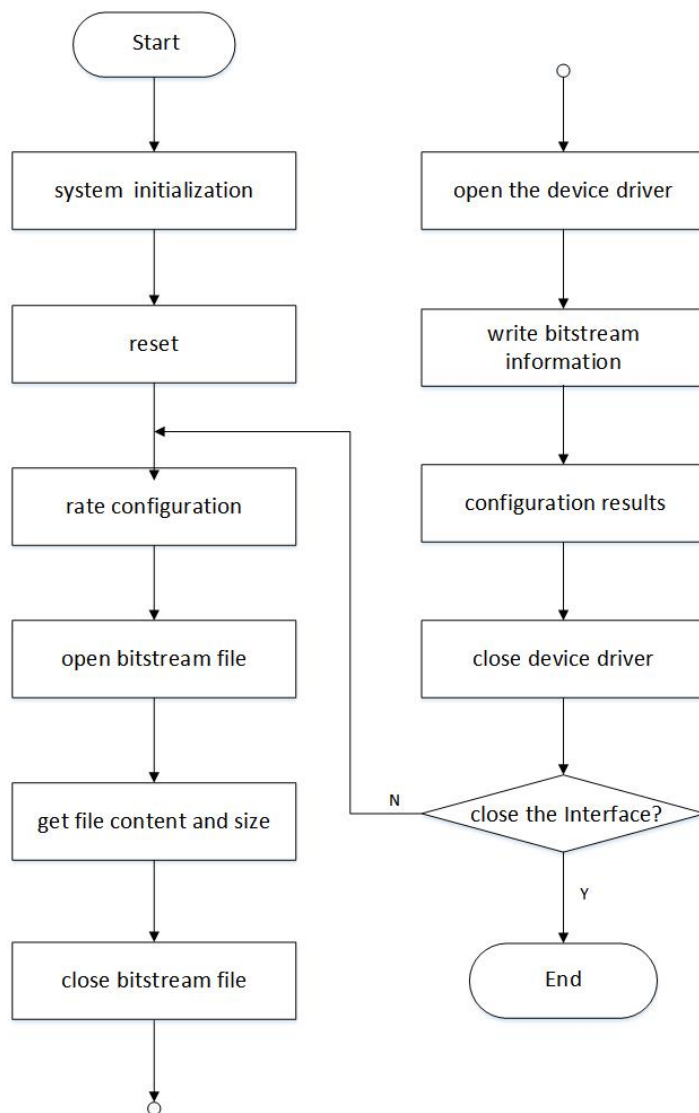 Start
system initialization
reset
rate configuration
open bitstream file
get file content and size
close bitstream file
open the device driver
write bitstream
information
configuration results
close device driver
close the Interface?
N
Y
End